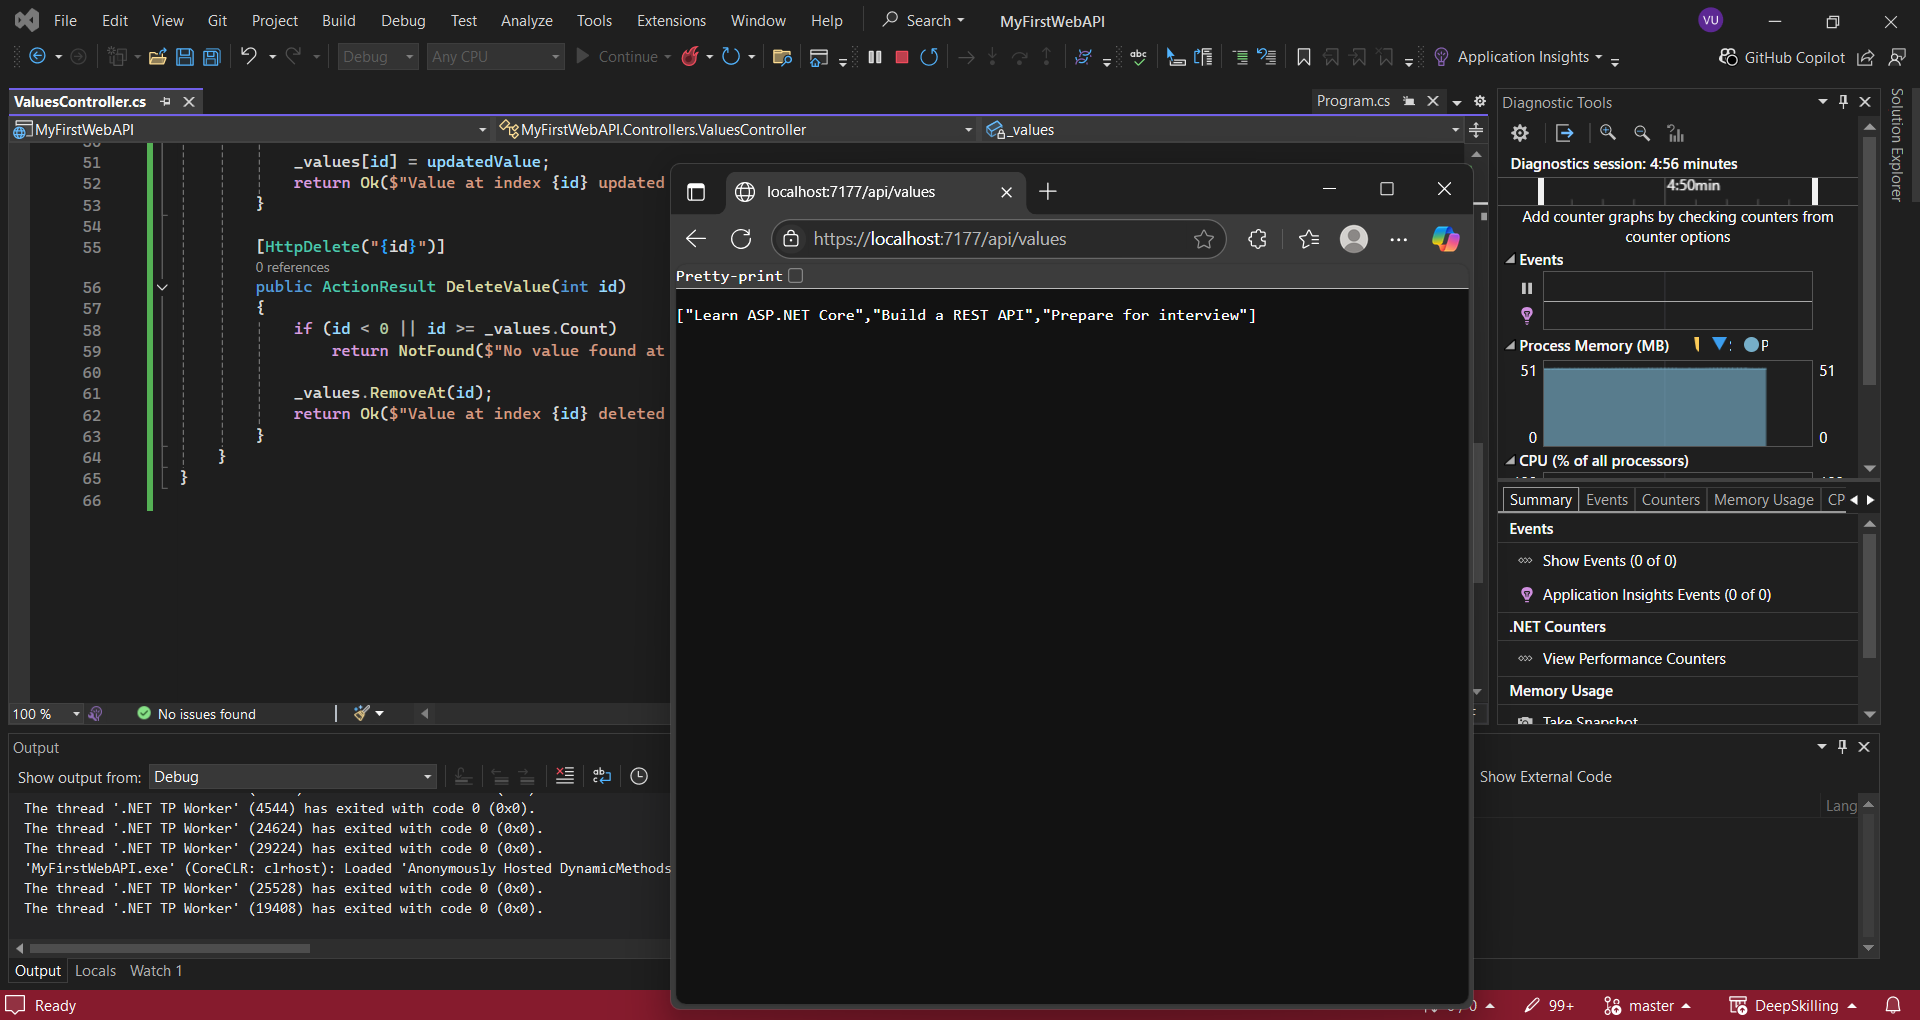 File Edit View Git Project Build Debug Test Analyze Tools Extensions Window Help Search MyFirstWebAPI VU
Debug Any CPU Continue Application Insights GitHub Copilot
ValuesController.cs Program.cs
MyFirstWebAPI MyFirstWebAPI.Controllers.ValuesController _values
51 _values[id] = updatedValue;
52 return Ok($"Value at index {id} updated
53 }
54
55 [HttpDelete("{id}")]
0 references
56 public ActionResult DeleteValue(int id)
57 {
58 if (id < 0 || id >= _values.Count)
59 return NotFound($"No value found at
60
61 _values.RemoveAt(id);
62 return Ok($"Value at index {id} deleted
63 }
64 }
65 }
66
100 % No issues found
localhost:7177/api/values
https://localhost:7177/api/values
Pretty-print
["Learn ASP.NET Core","Build a REST API","Prepare for interview"]
Diagnostic Tools
Diagnostics session: 4:56 minutes
4:50min
Add counter graphs by checking counters from
counter options
Events
Process Memory (MB) P
51 51
0 0
CPU (% of all processors)
Summary Events Counters Memory Usage CP
Events
Show Events (0 of 0)
Application Insights Events (0 of 0)
.NET Counters
View Performance Counters
Memory Usage
Take Snapshot
Solution Explorer
Output
Show output from: Debug
The thread '.NET TP Worker' (4544) has exited with code 0 (0x0).
The thread '.NET TP Worker' (24624) has exited with code 0 (0x0).
The thread '.NET TP Worker' (29224) has exited with code 0 (0x0).
'MyFirstWebAPI.exe' (CoreCLR: clrhost): Loaded 'Anonymously Hosted DynamicMethods
The thread '.NET TP Worker' (25528) has exited with code 0 (0x0).
The thread '.NET TP Worker' (19408) has exited with code 0 (0x0).
Show External Code
Lang
Output Locals Watch 1
Ready 99+ master DeepSkilling